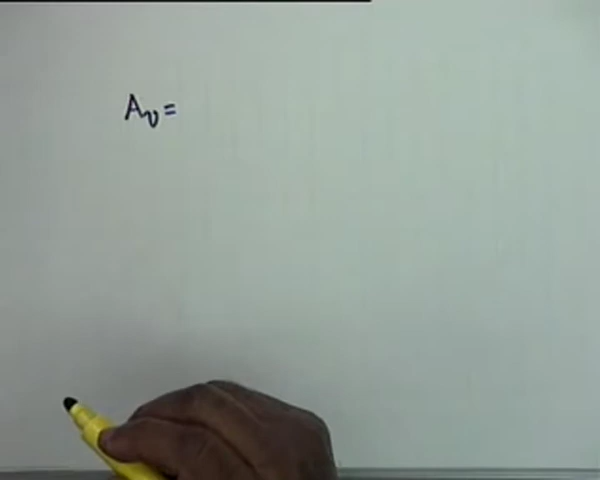 Av =